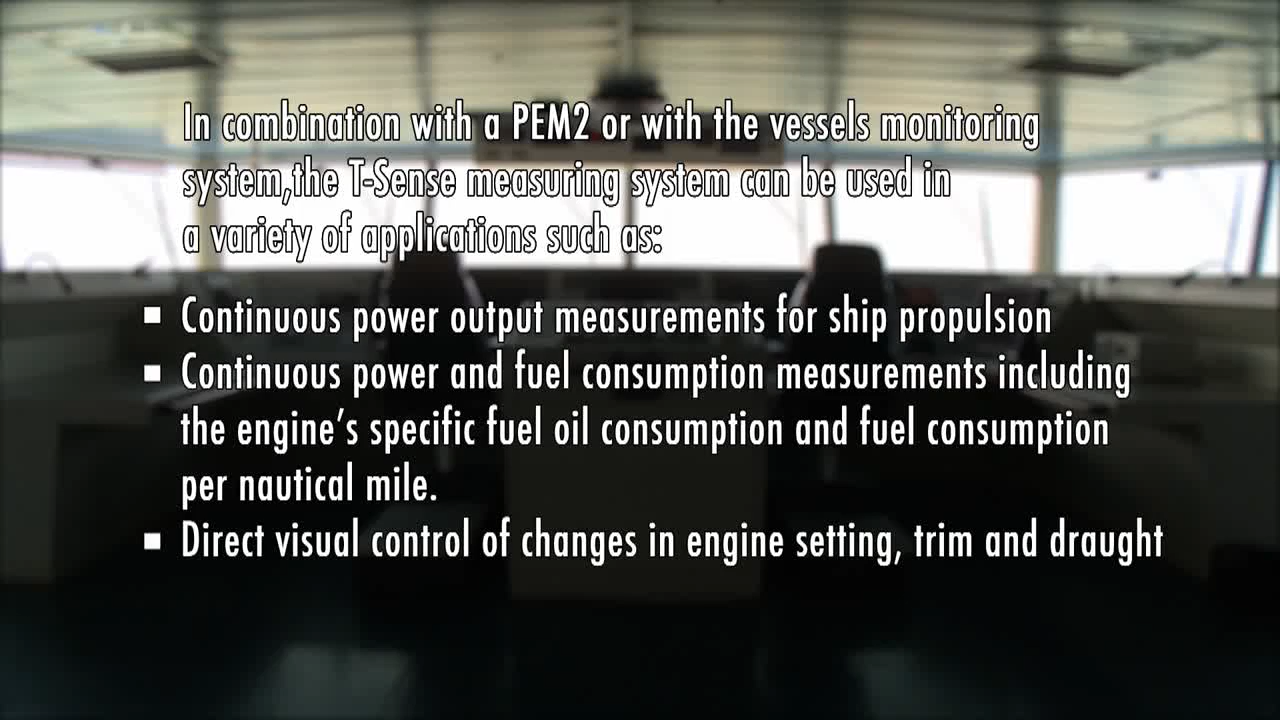 In combination with a PEM2 or with the vessels monitoring
system,the T-Sense measuring system can be used in
a variety of applications such as:
▪ Continuous power output measurements for ship propulsion
▪ Continuous power and fuel consumption measurements including
the engine's specific fuel oil consumption and fuel consumption
per nautical mile.
▪ Direct visual control of changes in engine setting, trim and draught